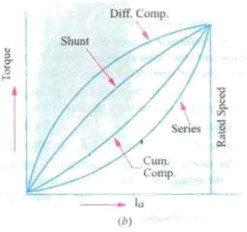 Diff. Comp.
Shunt
Torque
Rated Speed
Series
Cum.
Comp.
Ia
(b)